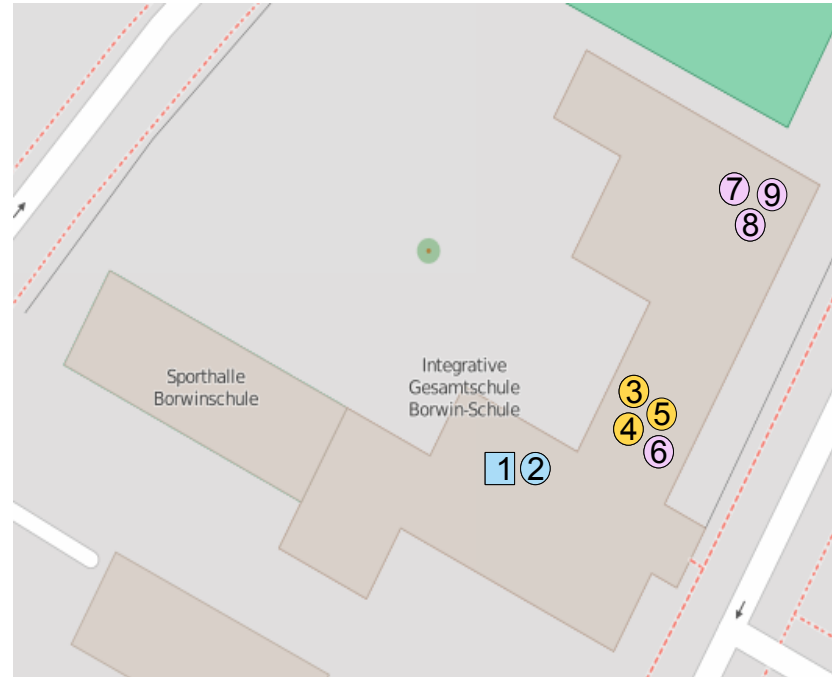 7
9
8
Integrative
Gesamtschule
Borwin-Schule
Sporthalle
Borwinschule
3
5
4
6
1
2